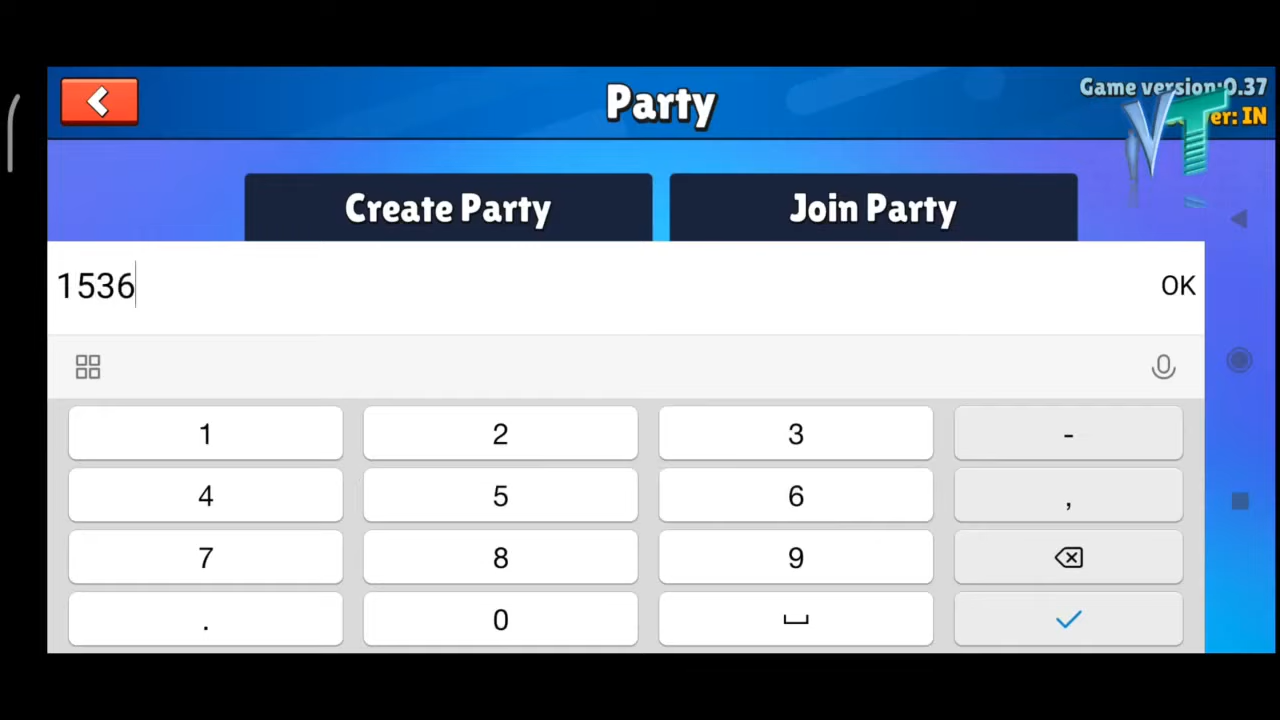 Party
Game version:0.37
er: IN
VT
Create Party
Join Party
1536
OK
1 2 3 -
4 5 6 ,
7 8 9
. 0